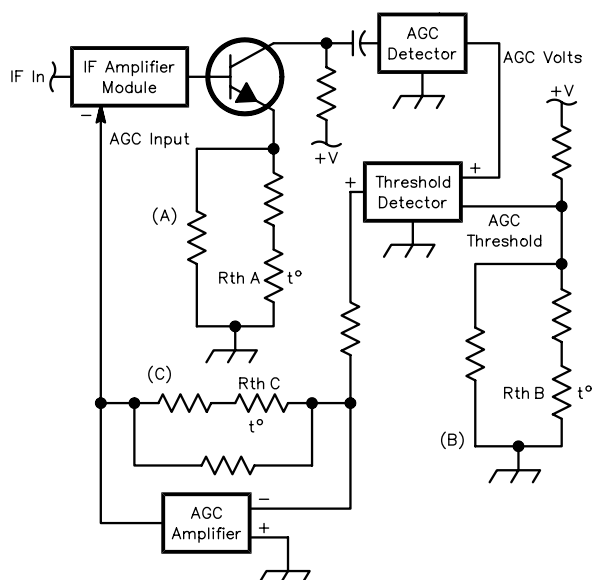 IF In
IF Amplifier
Module
AGC
Detector
AGC Volts
+V
−
AGC Input
+V
+
+
Threshold
Detector
AGC
Threshold
(A)
Rth A
t°
(C)
Rth C
t°
Rth B
t°
(B)
AGC
Amplifier
−
+